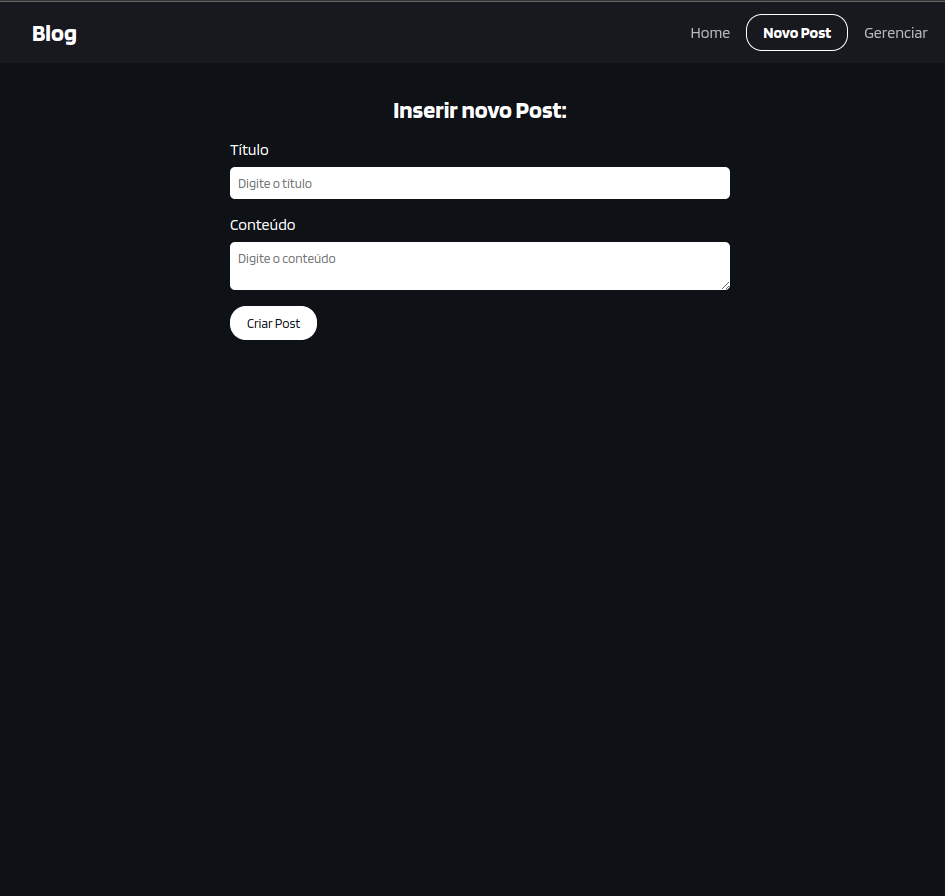 Blog
Home Novo Post Gerenciar
Inserir novo Post:
Título
Digite o título
Conteúdo
Digite o conteúdo
Criar Post